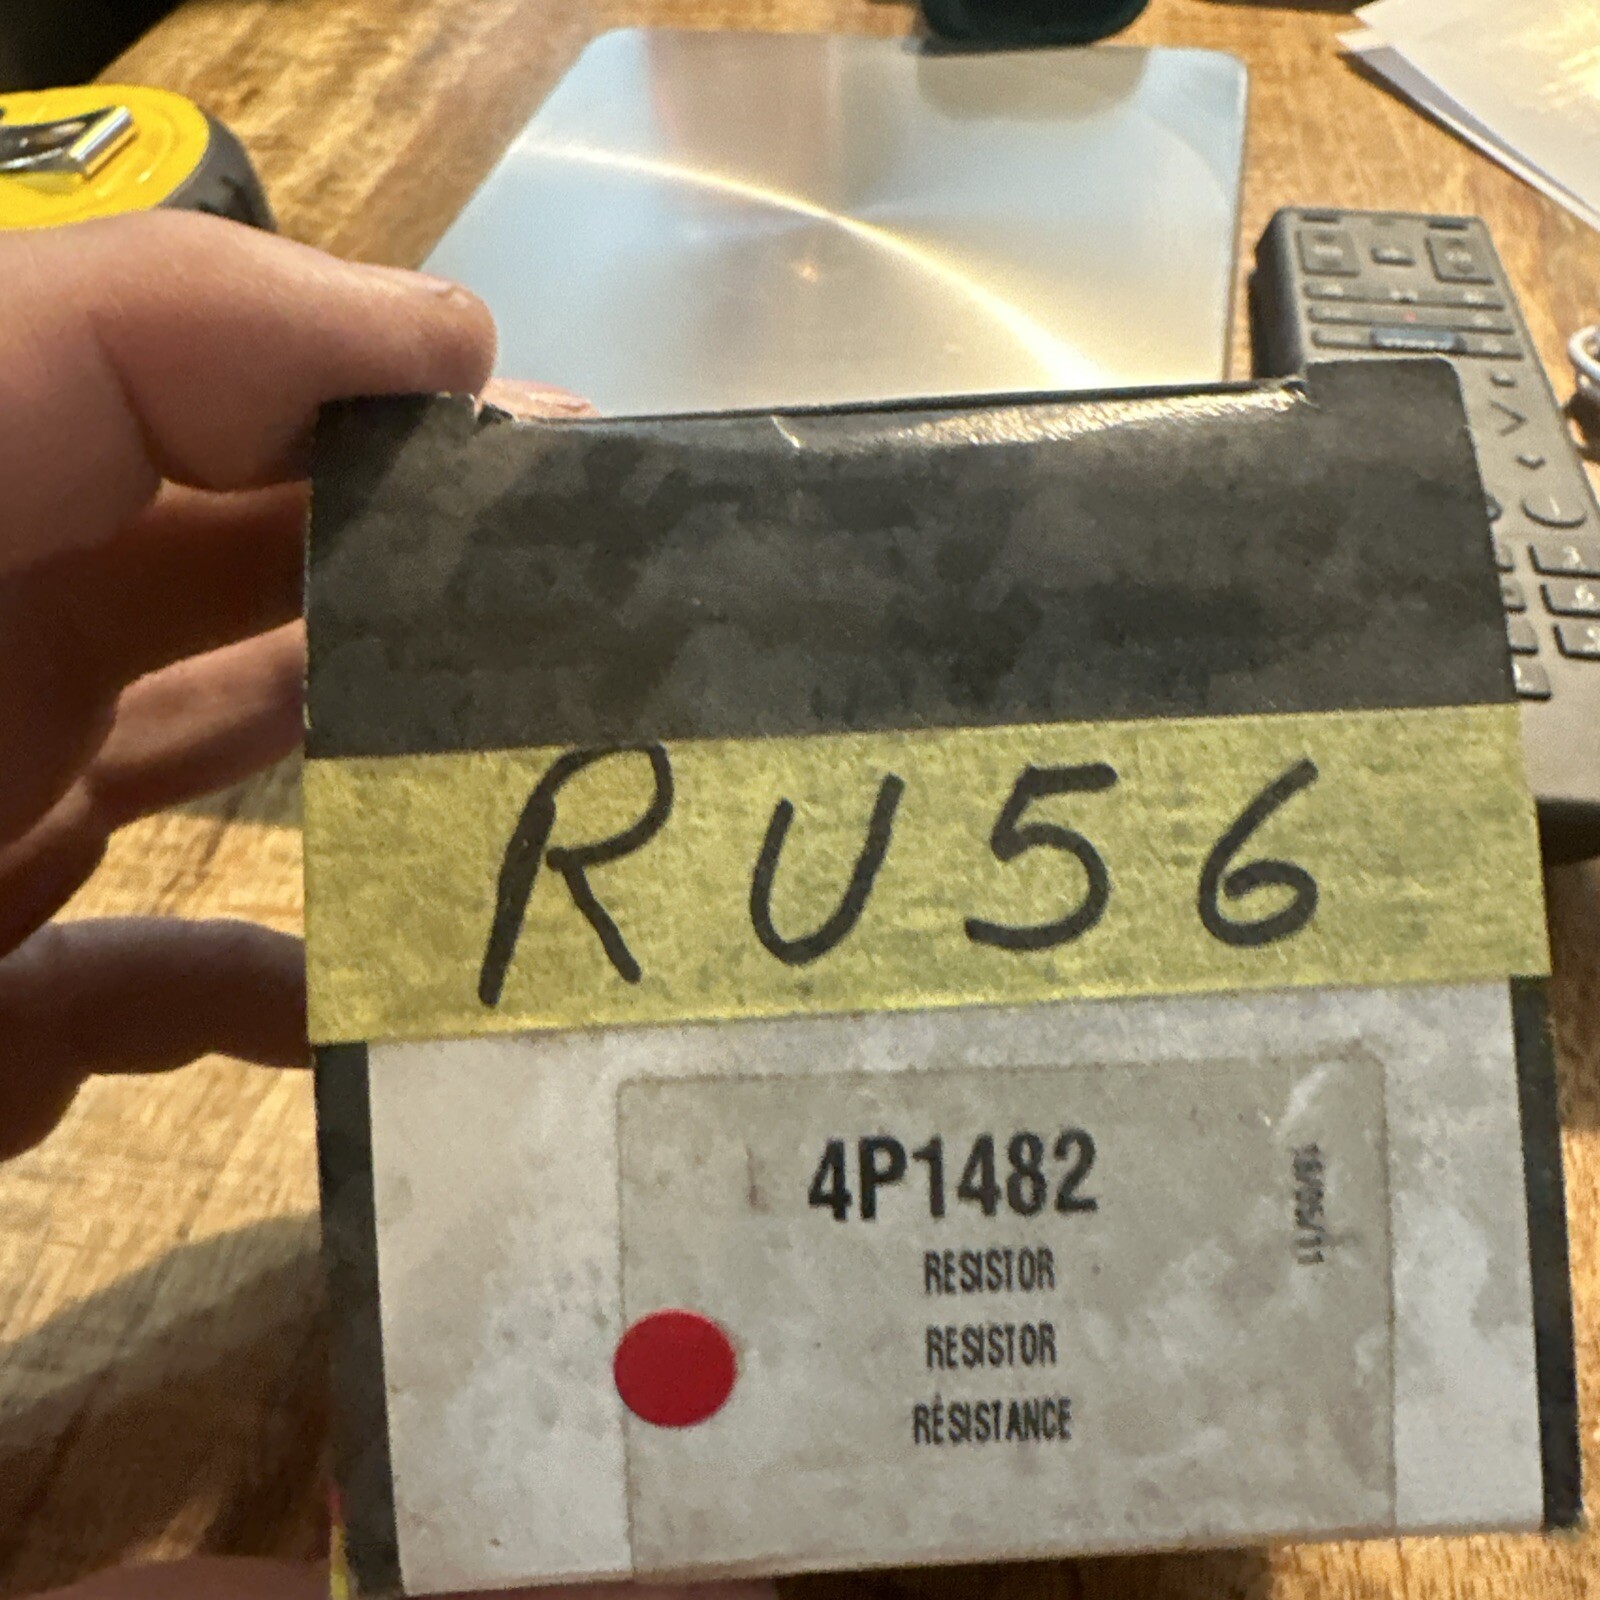 RU56
4P1482
RESISTOR
RESISTOR
RÉSISTANCE